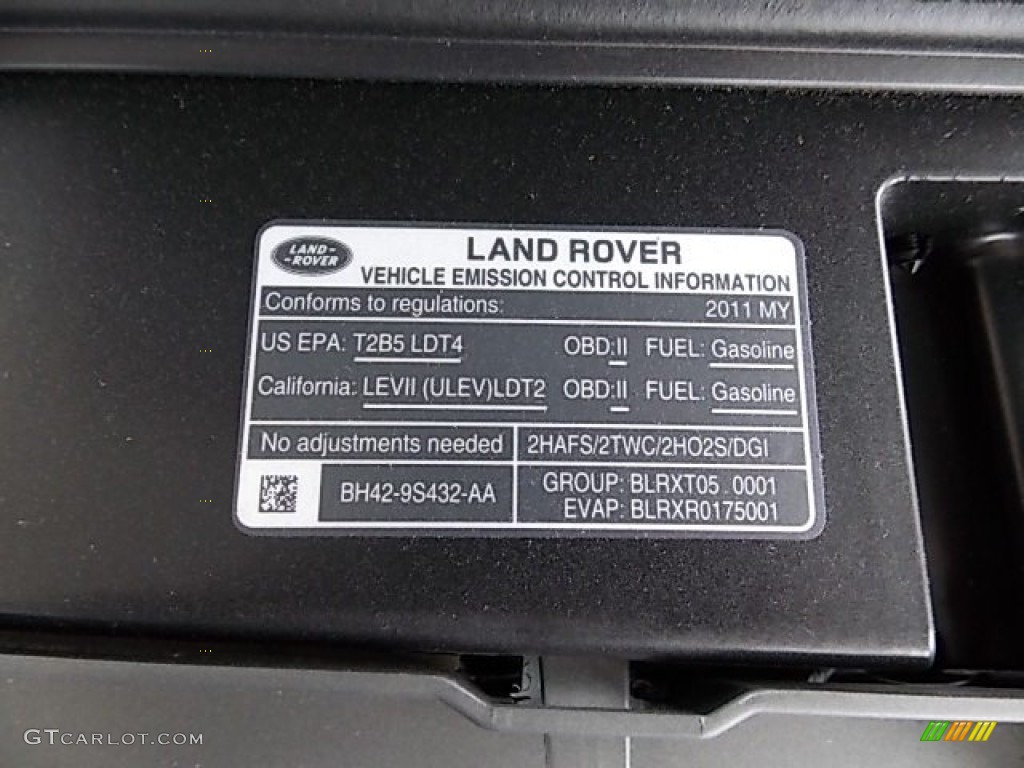 LAND-
-ROVER
LAND ROVER
VEHICLE EMISSION CONTROL INFORMATION
Conforms to regulations: 2011 MY
US EPA: T2B5 LDT4 OBD:II FUEL: Gasoline
California: LEVII (ULEV)LDT2 OBD:II FUEL: Gasoline
No adjustments needed 2HAFS/2TWC/2HO2S/DGI
BH42-9S432-AA
GROUP: BLRXT05 0001
EVAP: BLRXR0175001
GTCARLOT.COM